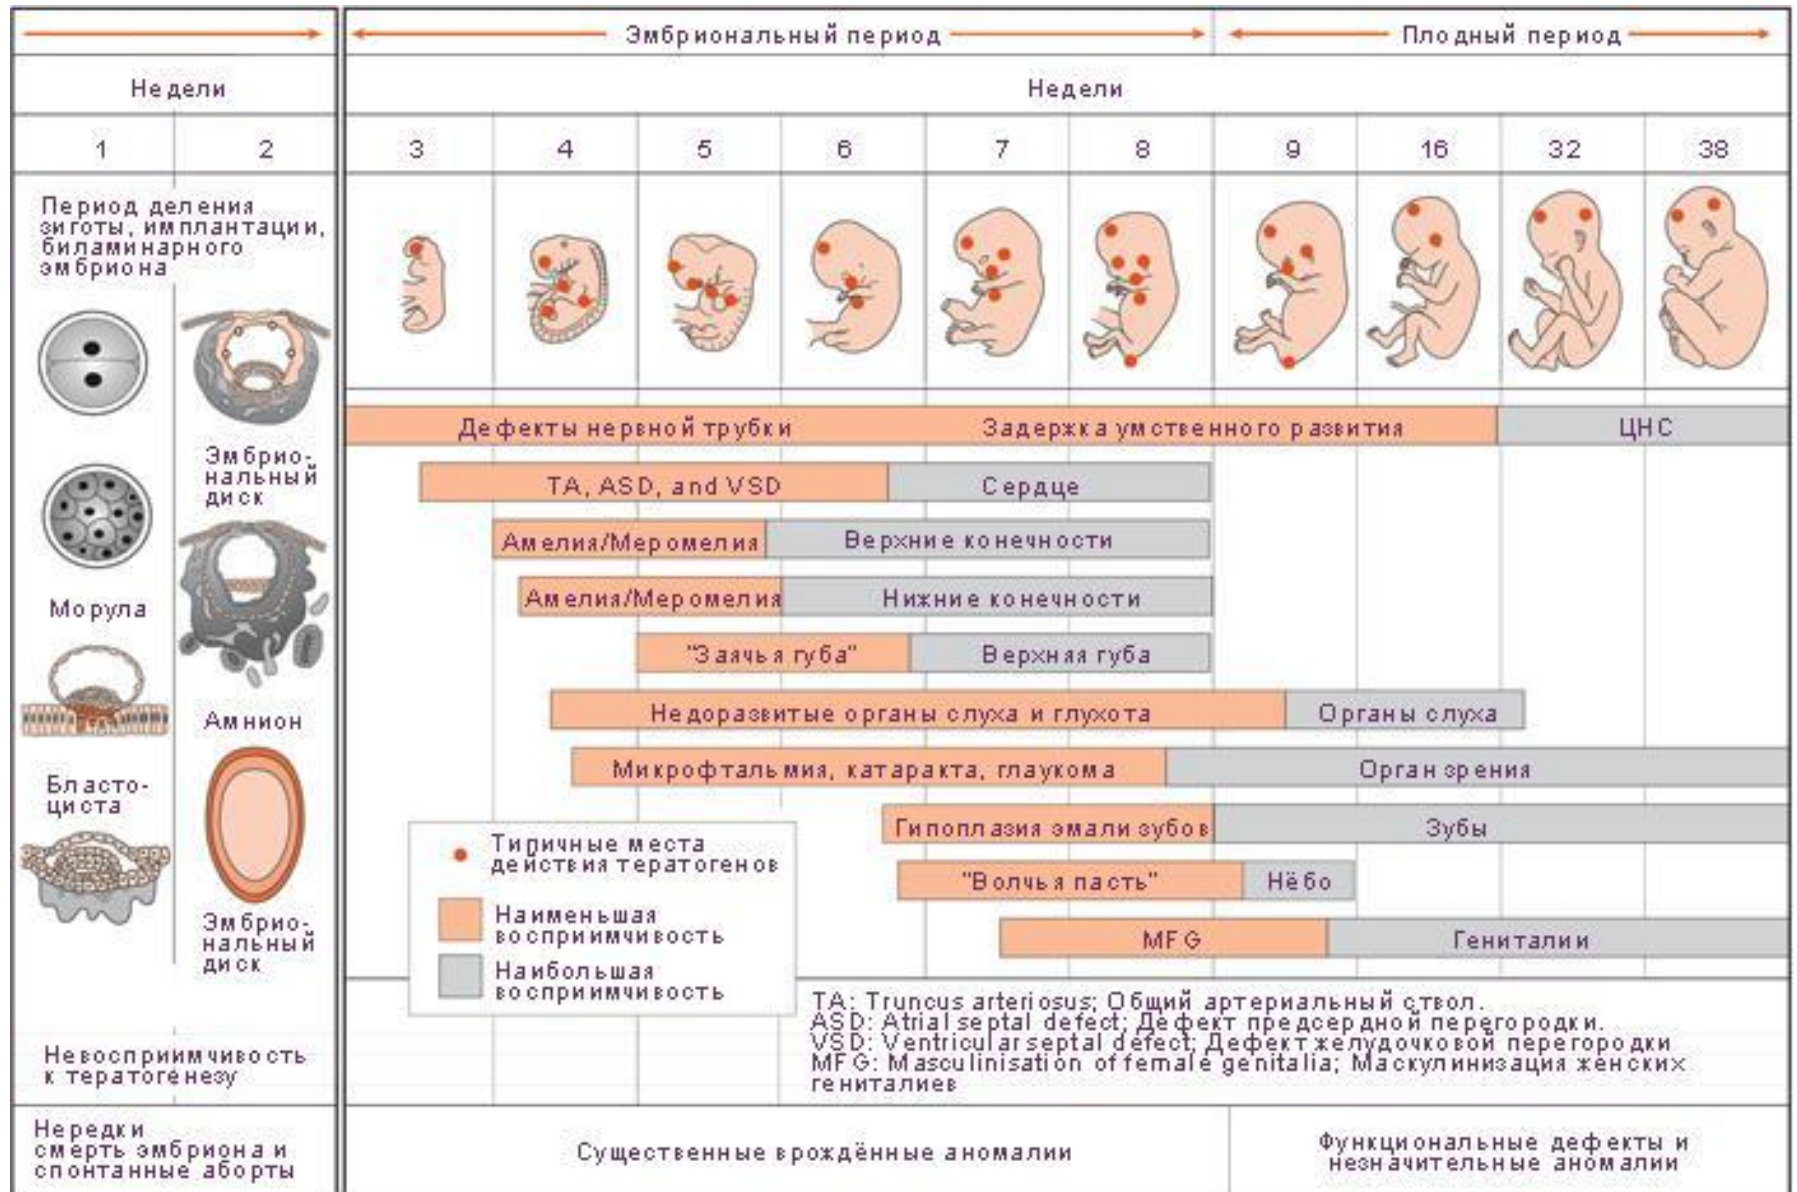 Эмбриональный период
Плодный период
Недели
Недели
1
2
3
4
5
6
7
8
9
16
32
38
Период деления
зиготы, имплантации,
биламинарного
эмбриона
Морула
Бласто-
циста
Эмбрио-
нальный
диск
Амнион
Эмбрио-
нальный
диск
Дефекты нервной трубки
Задержка умственного развития
ЦНС
TA, ASD, and VSD
Сердце
Амелия/Меромелия
Верхние конечности
Амелия/Меромелия
Нижние конечности
"Заячья губа"
Верхняя губа
Недоразвитые органы слуха и глухота
Органы слуха
Микрофтальмия, катаракта, глаукома
Орган зрения
Гипоплазия эмали зубов
Зубы
"Волчья пасть"
Нёбо
MFG
Гениталии
Типичные места
действия тератогенов
Наименьшая
восприимчивость
Наибольшая
восприимчивость
TA: Truncus arteriosus; Общий артериальный ствол.
ASD: Atrial septal defect; Дефект предсердной перегородки.
VSD: Ventricular septal defect; Дефект желудочковой перегородки
MFG: Masculinisation of female genitalia; Маскулинизация женских
гениталиев
Невосприимчивость
к тератогенезу
Нередки
смерть эмбриона и
спонтанные аборты
Существенные врождённые аномалии
Функциональные дефекты и
незначительные аномалии